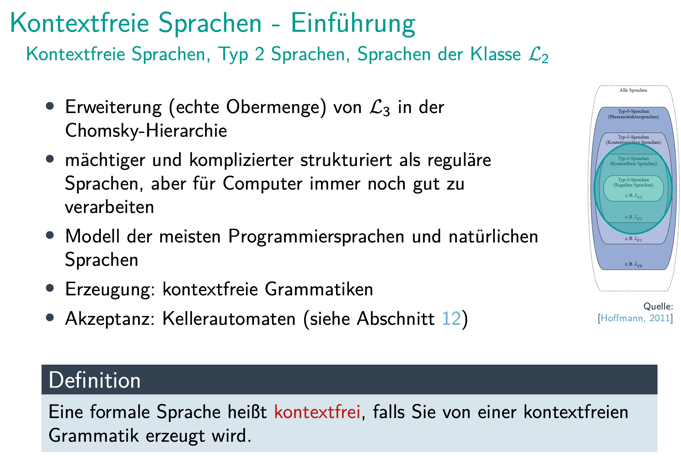 Kontextfreie Sprachen - Einführung
Kontextfreie Sprachen, Typ 2 Sprachen, Sprachen der Klasse ℒ₂
• Erweiterung (echte Obermenge) von ℒ₃ in der
Chomsky-Hierarchie
• mächtiger und komplizierter strukturiert als reguläre
Sprachen, aber für Computer immer noch gut zu
verarbeiten
• Modell der meisten Programmiersprachen und natürlichen
Sprachen
• Erzeugung: kontextfreie Grammatiken
• Akzeptanz: Kellerautomaten (siehe Abschnitt 12)
Alle Sprachen
Typ-0-Sprachen
(Phrasenstruktursprachen)
Typ-1-Sprachen
(Kontextsensitive Sprachen)
Typ-2-Sprachen
(Kontextfreie Sprachen)
Typ-3-Sprachen
(Reguläre Sprachen)
z.B.
z.B.
z.B.
z.B.
Quelle:
[Hoffmann, 2011]
Definition
Eine formale Sprache heißt kontextfrei, falls Sie von einer kontextfreien
Grammatik erzeugt wird.